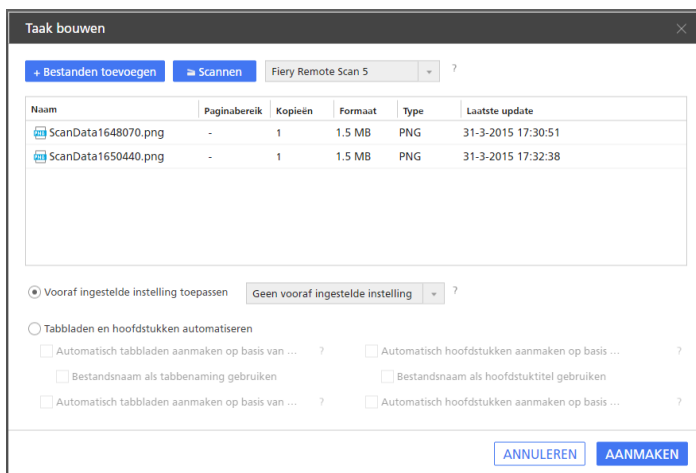 Taak bouwen
+ Bestanden toevoegen Scannen Fiery Remote Scan 5 ?
Naam Paginabereik Kopieën Formaat Type Laatste update
ScanData1648070.png - 1 1.5 MB PNG 31-3-2015 17:30:51
ScanData1650440.png - 1 1.5 MB PNG 31-3-2015 17:32:38
Vooraf ingestelde instelling toepassen Geen vooraf ingestelde instelling ?
Tabbladen en hoofdstukken automatiseren
Automatisch tabbladen aanmaken op basis van ... ? Automatisch hoofdstukken aanmaken op basis ... ?
Bestandsnaam als tabbenaming gebruiken Bestandsnaam als hoofdstuktitel gebruiken
Automatisch tabbladen aanmaken op basis van ... ? Automatisch hoofdstukken aanmaken op basis ... ?
ANNULEREN AANMAKEN